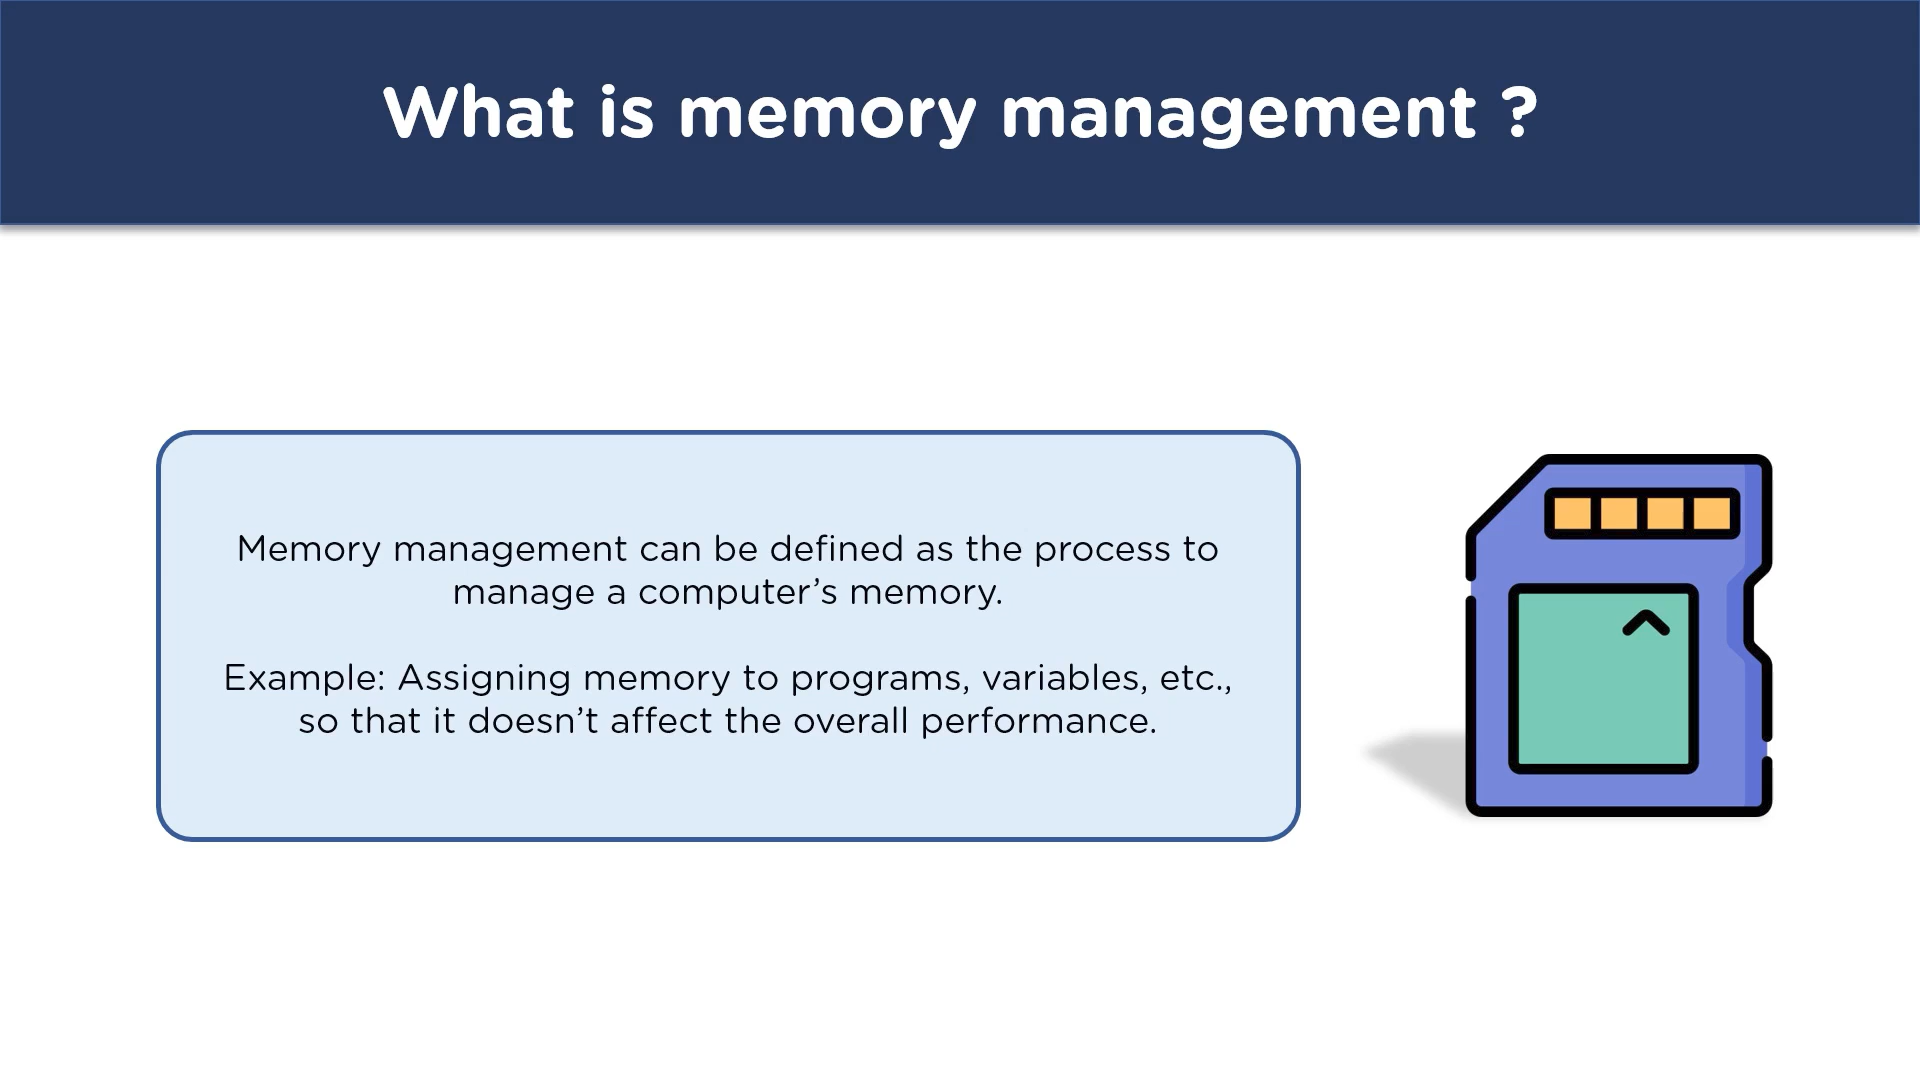 What is memory management ?
Memory management can be defined as the process to
manage a computer’s memory.
Example: Assigning memory to programs, variables, etc.,
so that it doesn’t affect the overall performance.